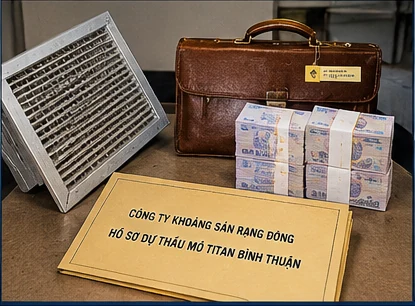 CÔNG TY KHOÁNG SẢN RẠNG ĐÔNG
HỒ SƠ DỰ THẦU MỎ TITAN BÌNH THUẬN